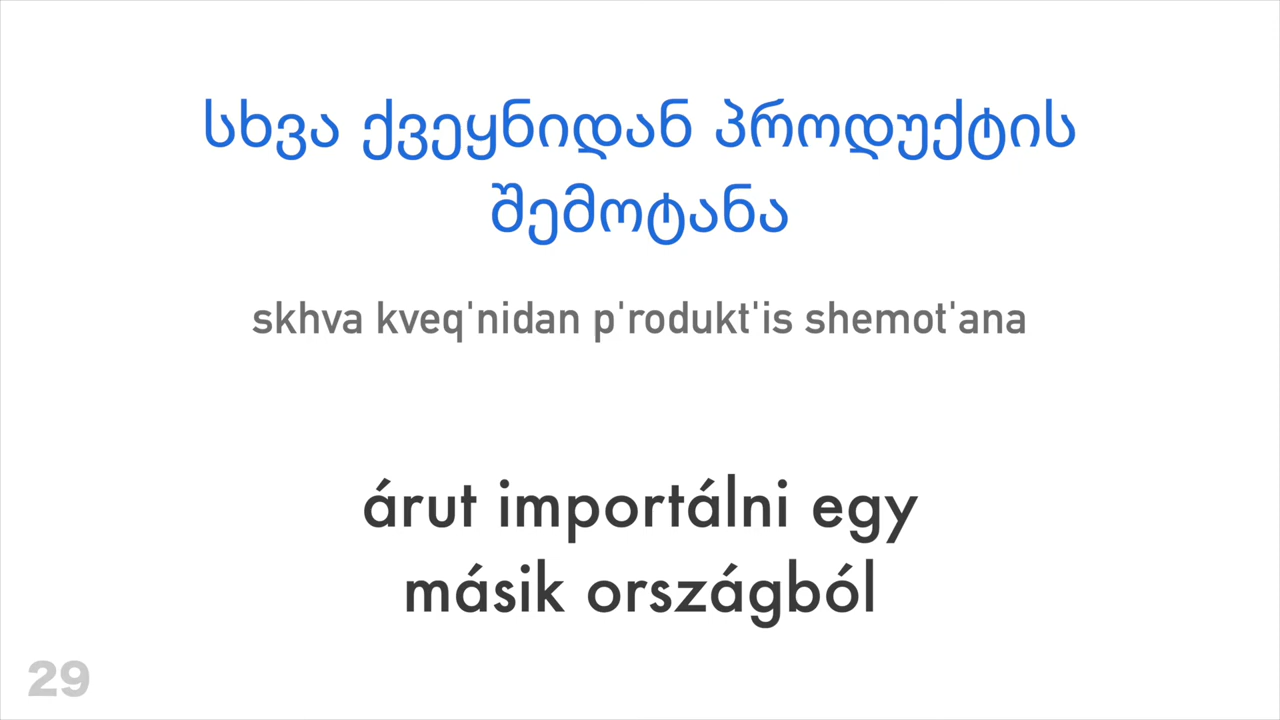 სხვა ქვეყნიდან პროდუქტის
შემოტანა
skhva kveq'nidan p'rodukt'is shemot'ana
árut importálni egy
másik országból
29